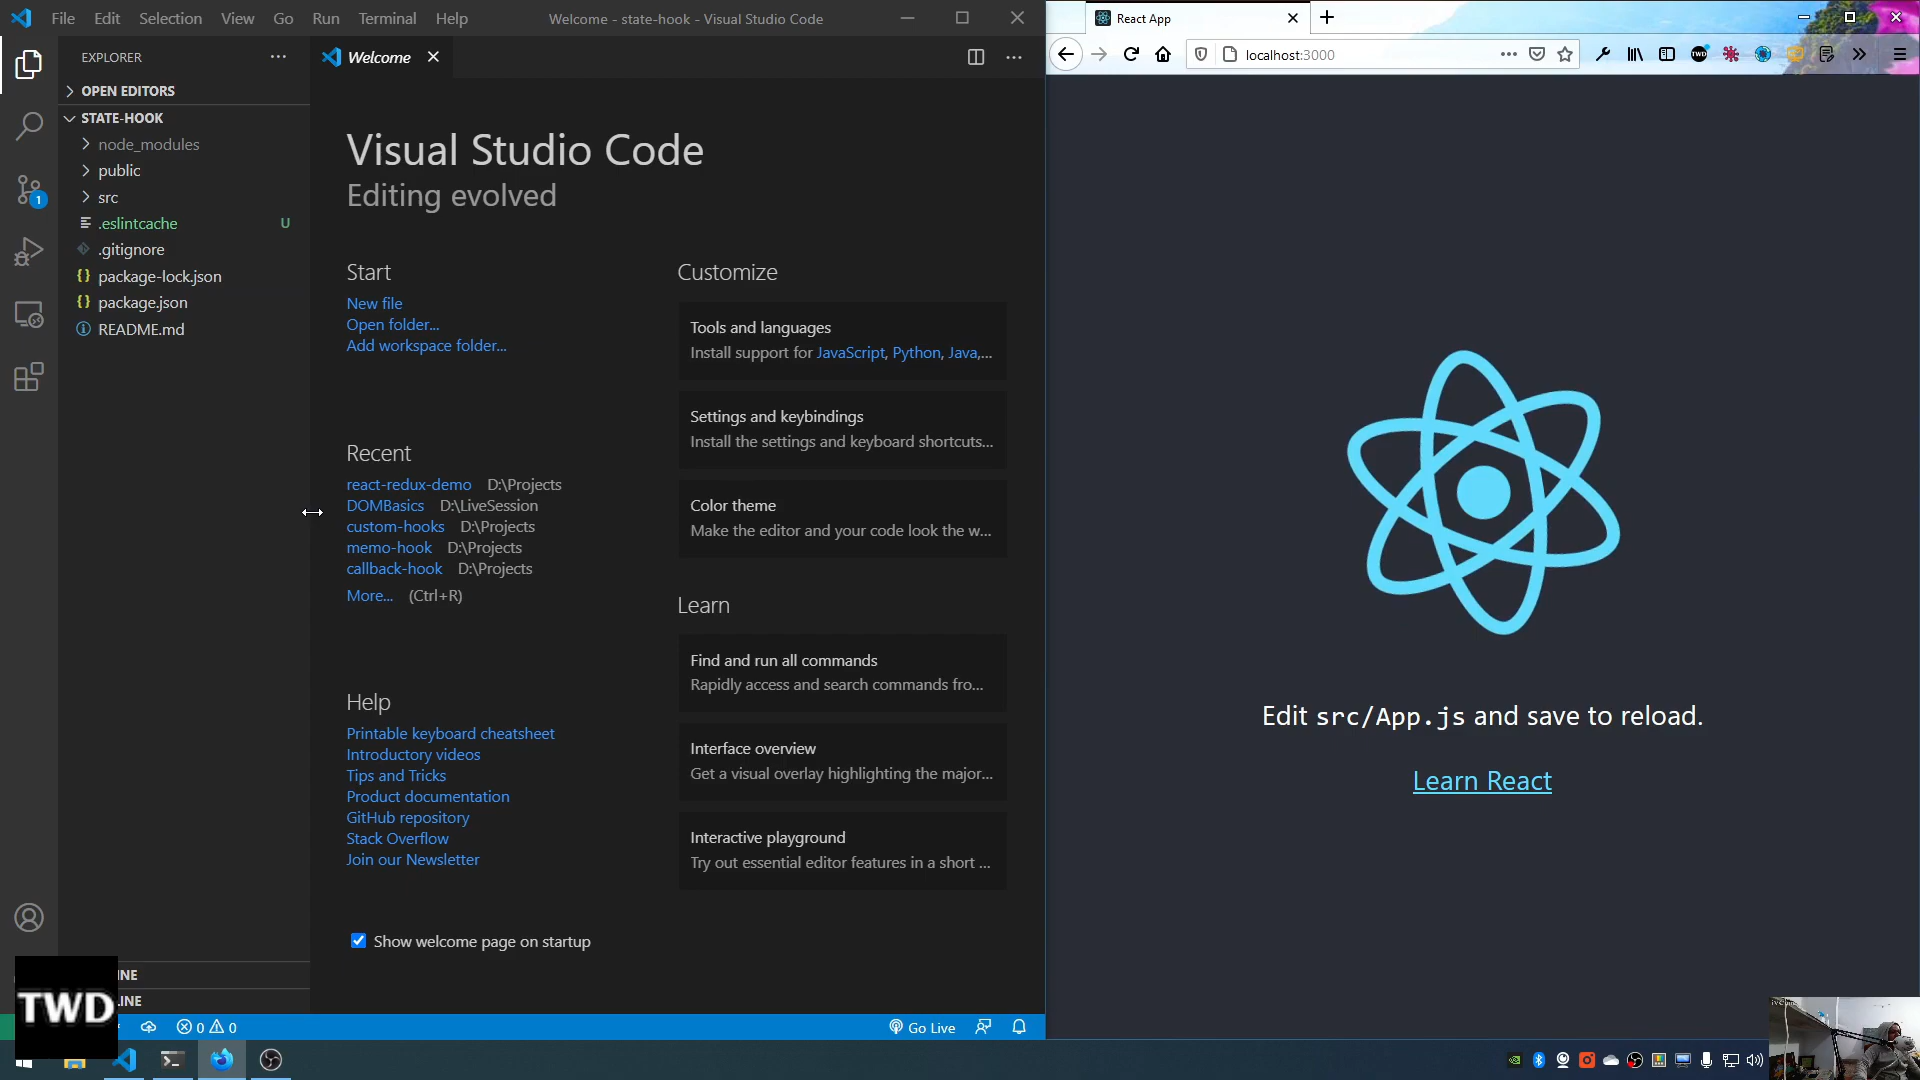 File Edit Selection View Go Run Terminal Help
Welcome - state-hook - Visual Studio Code
EXPLORER
OPEN EDITORS
STATE-HOOK
node_modules
public
src
.eslintcache U
.gitignore
package-lock.json
package.json
README.md
1
Welcome
Visual Studio Code
Editing evolved
Start
New file
Open folder...
Add workspace folder...
Recent
react-redux-demo D:\Projects
DOMBasics D:\LiveSession
custom-hooks D:\Projects
memo-hook D:\Projects
callback-hook D:\Projects
More... (Ctrl+R)
Help
Printable keyboard cheatsheet
Introductory videos
Tips and Tricks
Product documentation
GitHub repository
Stack Overflow
Join our Newsletter
Show welcome page on startup
Customize
Tools and languages
Install support for JavaScript, Python, Java,...
Settings and keybindings
Install the settings and keyboard shortcuts...
Color theme
Make the editor and your code look the w...
Learn
Find and run all commands
Rapidly access and search commands fro...
Interface overview
Get a visual overlay highlighting the major...
Interactive playground
Try out essential editor features in a short ...
INE
LINE
TWD
0 0
Go Live
React App
localhost:3000
Edit src/App.js and save to reload.
Learn React